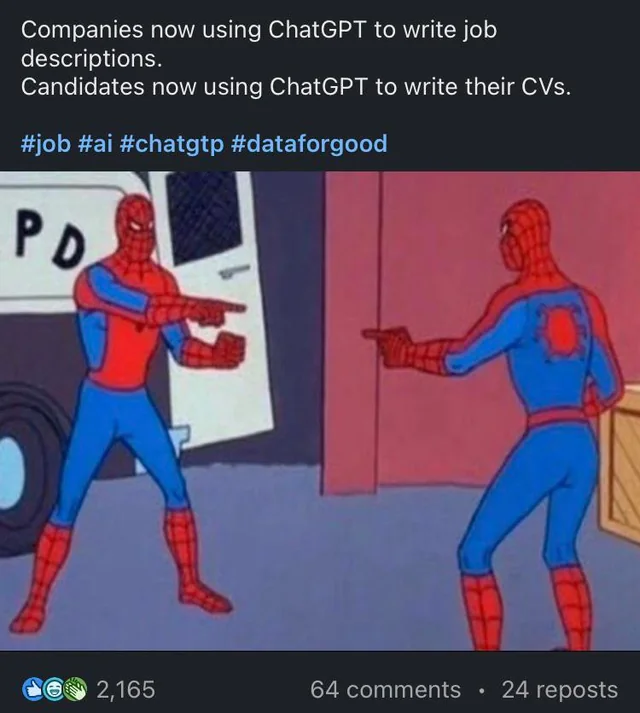 Companies now using ChatGPT to write job
descriptions.
Candidates now using ChatGPT to write their CVs.
#job #ai #chatgtp #dataforgood
PD
2,165
64 comments • 24 reposts